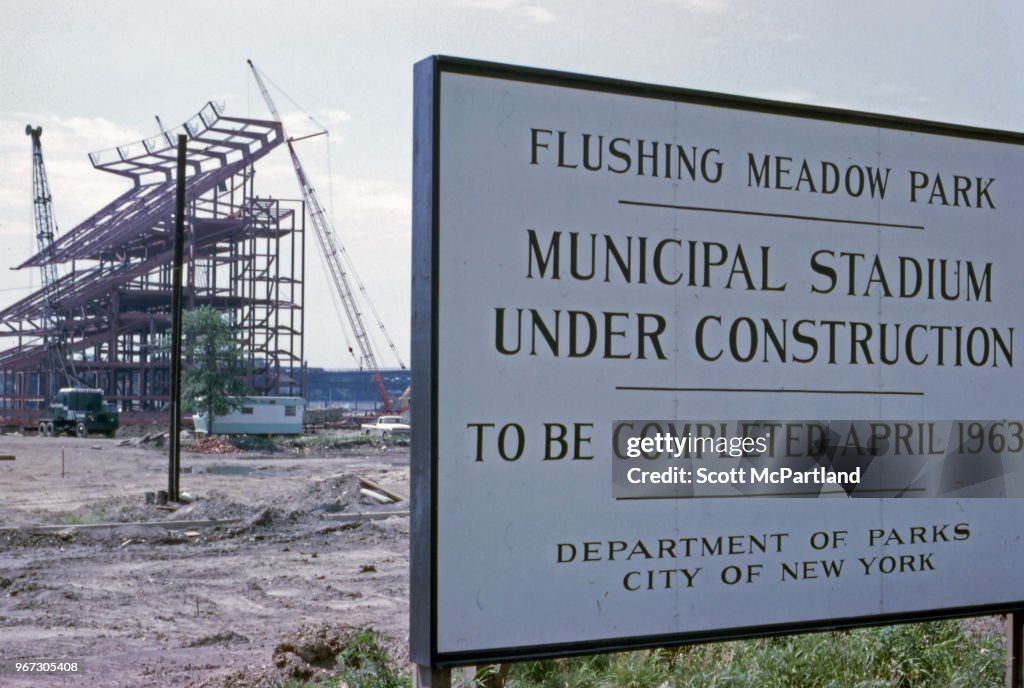 FLUSHING MEADOW PARK
MUNICIPAL STADIUM
UNDER CONSTRUCTION
TO BE COMPLETED APRIL 1963
gettyimages®
Scott McPartland
DEPARTMENT OF PARKS
CITY OF NEW YORK
967305408